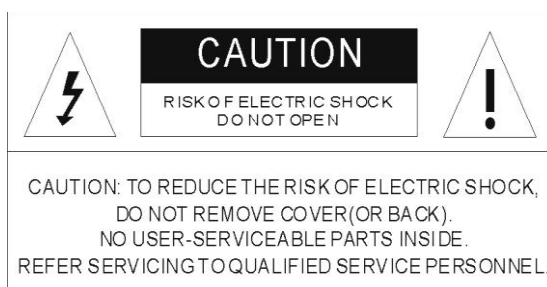 CAUTION
RISK OF ELECTRIC SHOCK
DO NOT OPEN
!
CAUTION: TO REDUCE THE RISK OF ELECTRIC SHOCK,
DO NOT REMOVE COVER(OR BACK).
NO USER-SERVICEABLE PARTS INSIDE.
REFER SERVICING TO QUALIFIED SERVICE PERSONNEL.